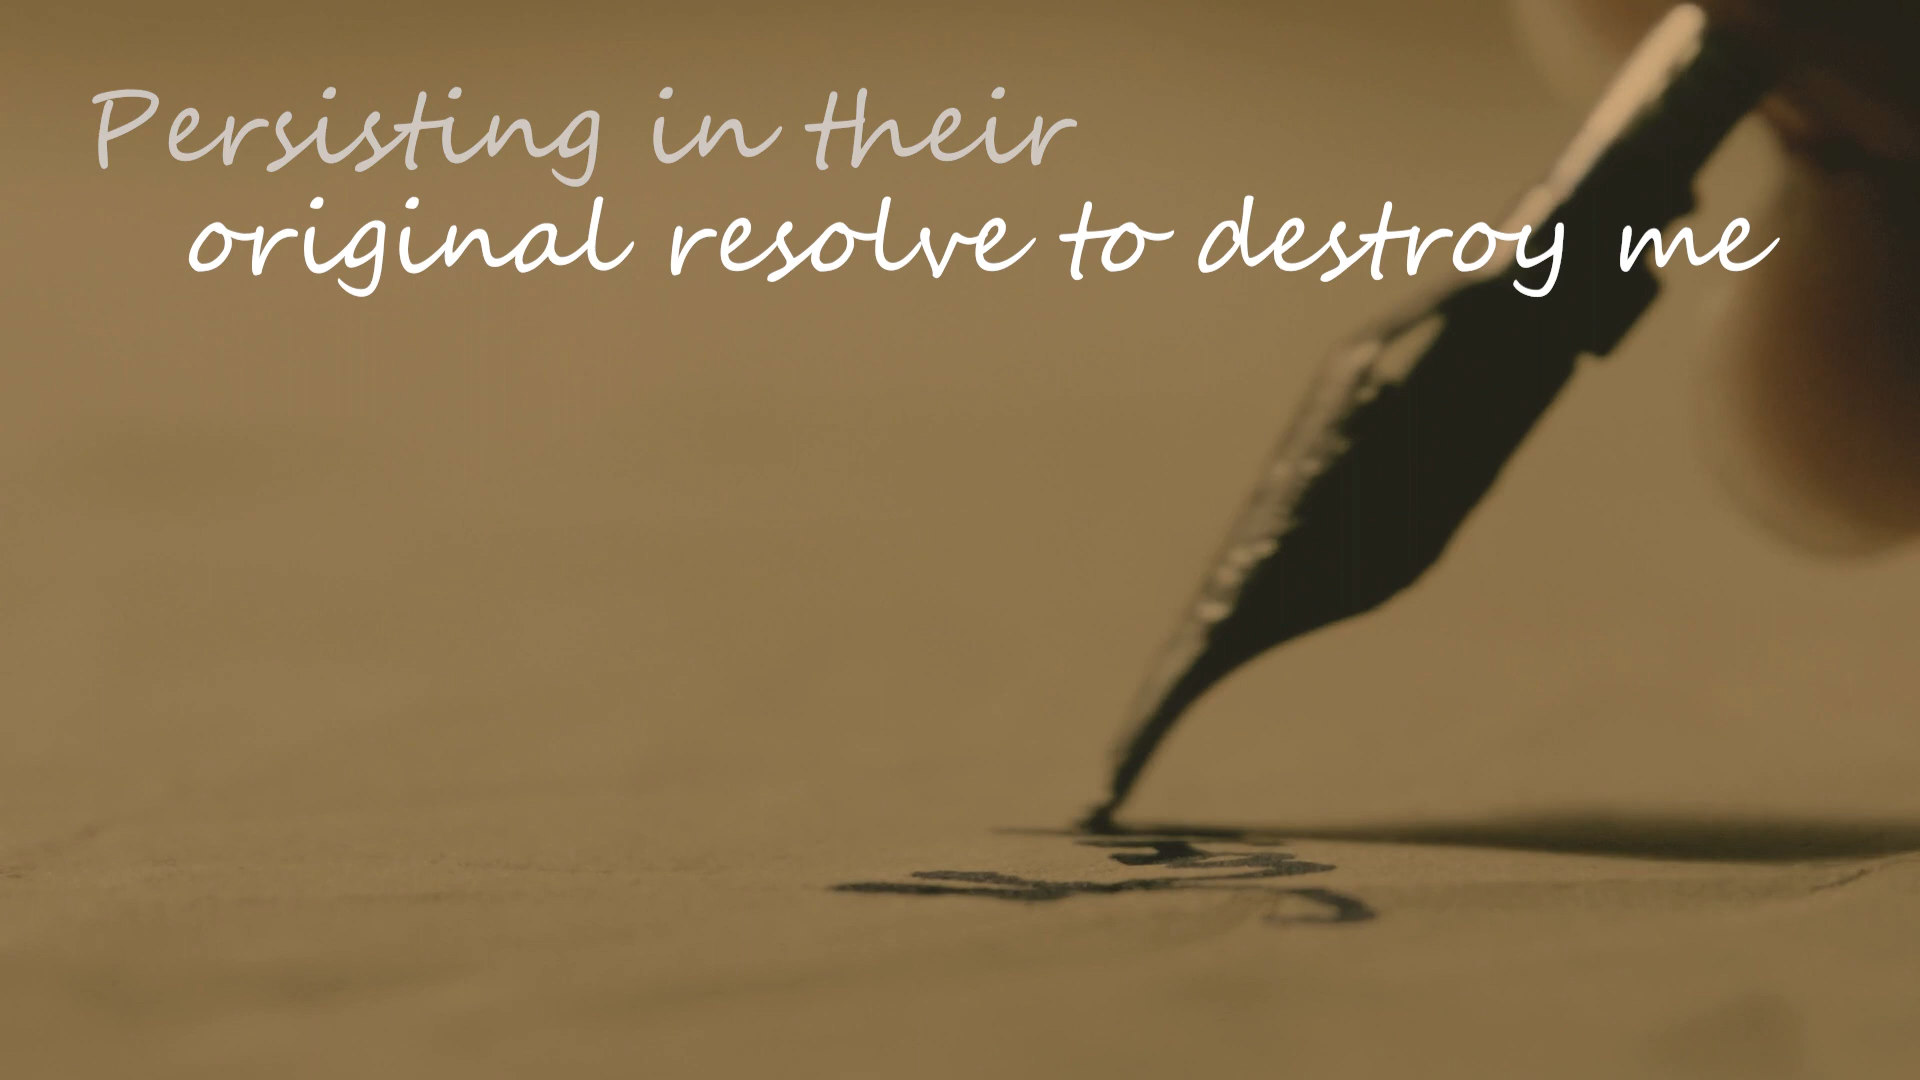 Persisting in their
original resolve to destroy me